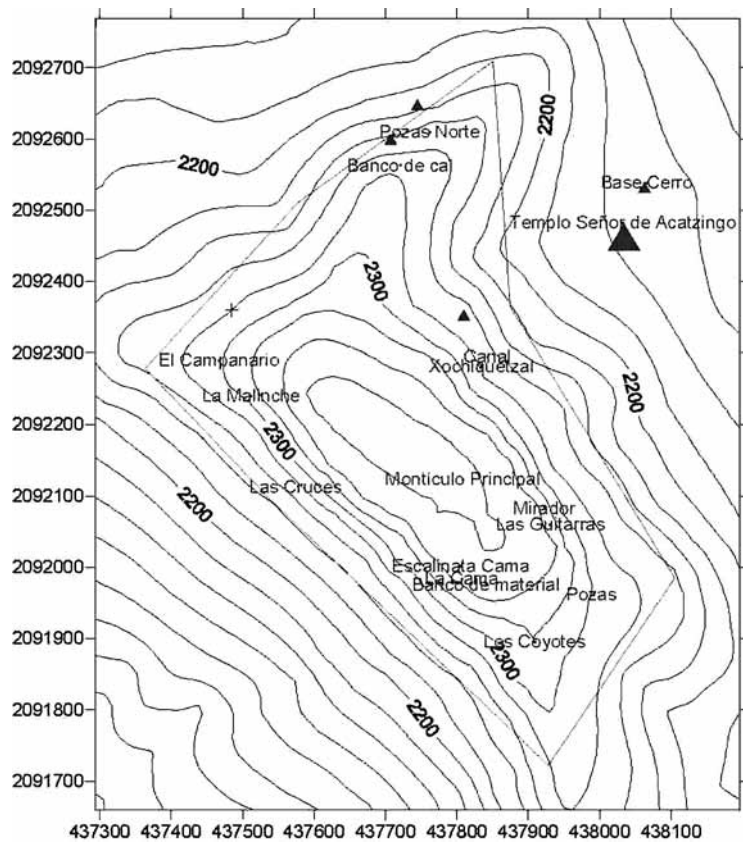 2092700
2200
Pozas Norte
2092600
2200
Banco de ca
Base Cerro
2092500
Templo Señor de Acatzingo
2092400
2300
2092300
El Campanario
Canal
Xochiquetzal
La Malinche
2200
2092200
2300
Montículo Principal
Las Cruces
2092100
2200
Mirador
Las Guitarras
2092000
Escalinata Cama
La Cama
Banco de material
Pozas
2091900
Los Coyotes
2300
2091800
2200
2091700
437300 437400 437500 437600 437700 437800 437900 438000 438100